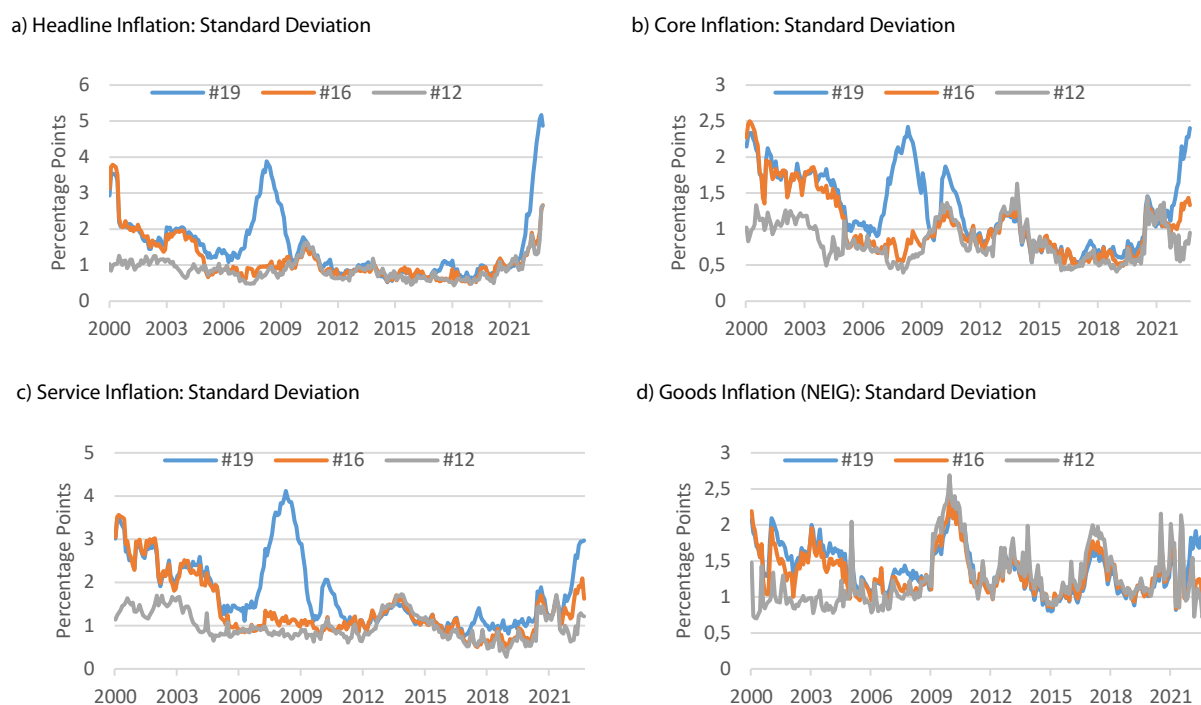 a) Headline Inflation: Standard Deviation
Percentage Points
6
5
4
3
2
1
0
#19 #16 #12
2000 2003 2006 2009 2012 2015 2018 2021
b) Core Inflation: Standard Deviation
Percentage Points
3
2,5
2
1,5
1
0,5
0
#19 #16 #12
2000 2003 2006 2009 2012 2015 2018 2021
c) Service Inflation: Standard Deviation
Percentage Points
5
4
3
2
1
0
#19 #16 #12
2000 2003 2006 2009 2012 2015 2018 2021
d) Goods Inflation (NEIG): Standard Deviation
Percentage Points
3
2,5
2
1,5
1
0,5
0
#19 #16 #12
2000 2003 2006 2009 2012 2015 2018 2021